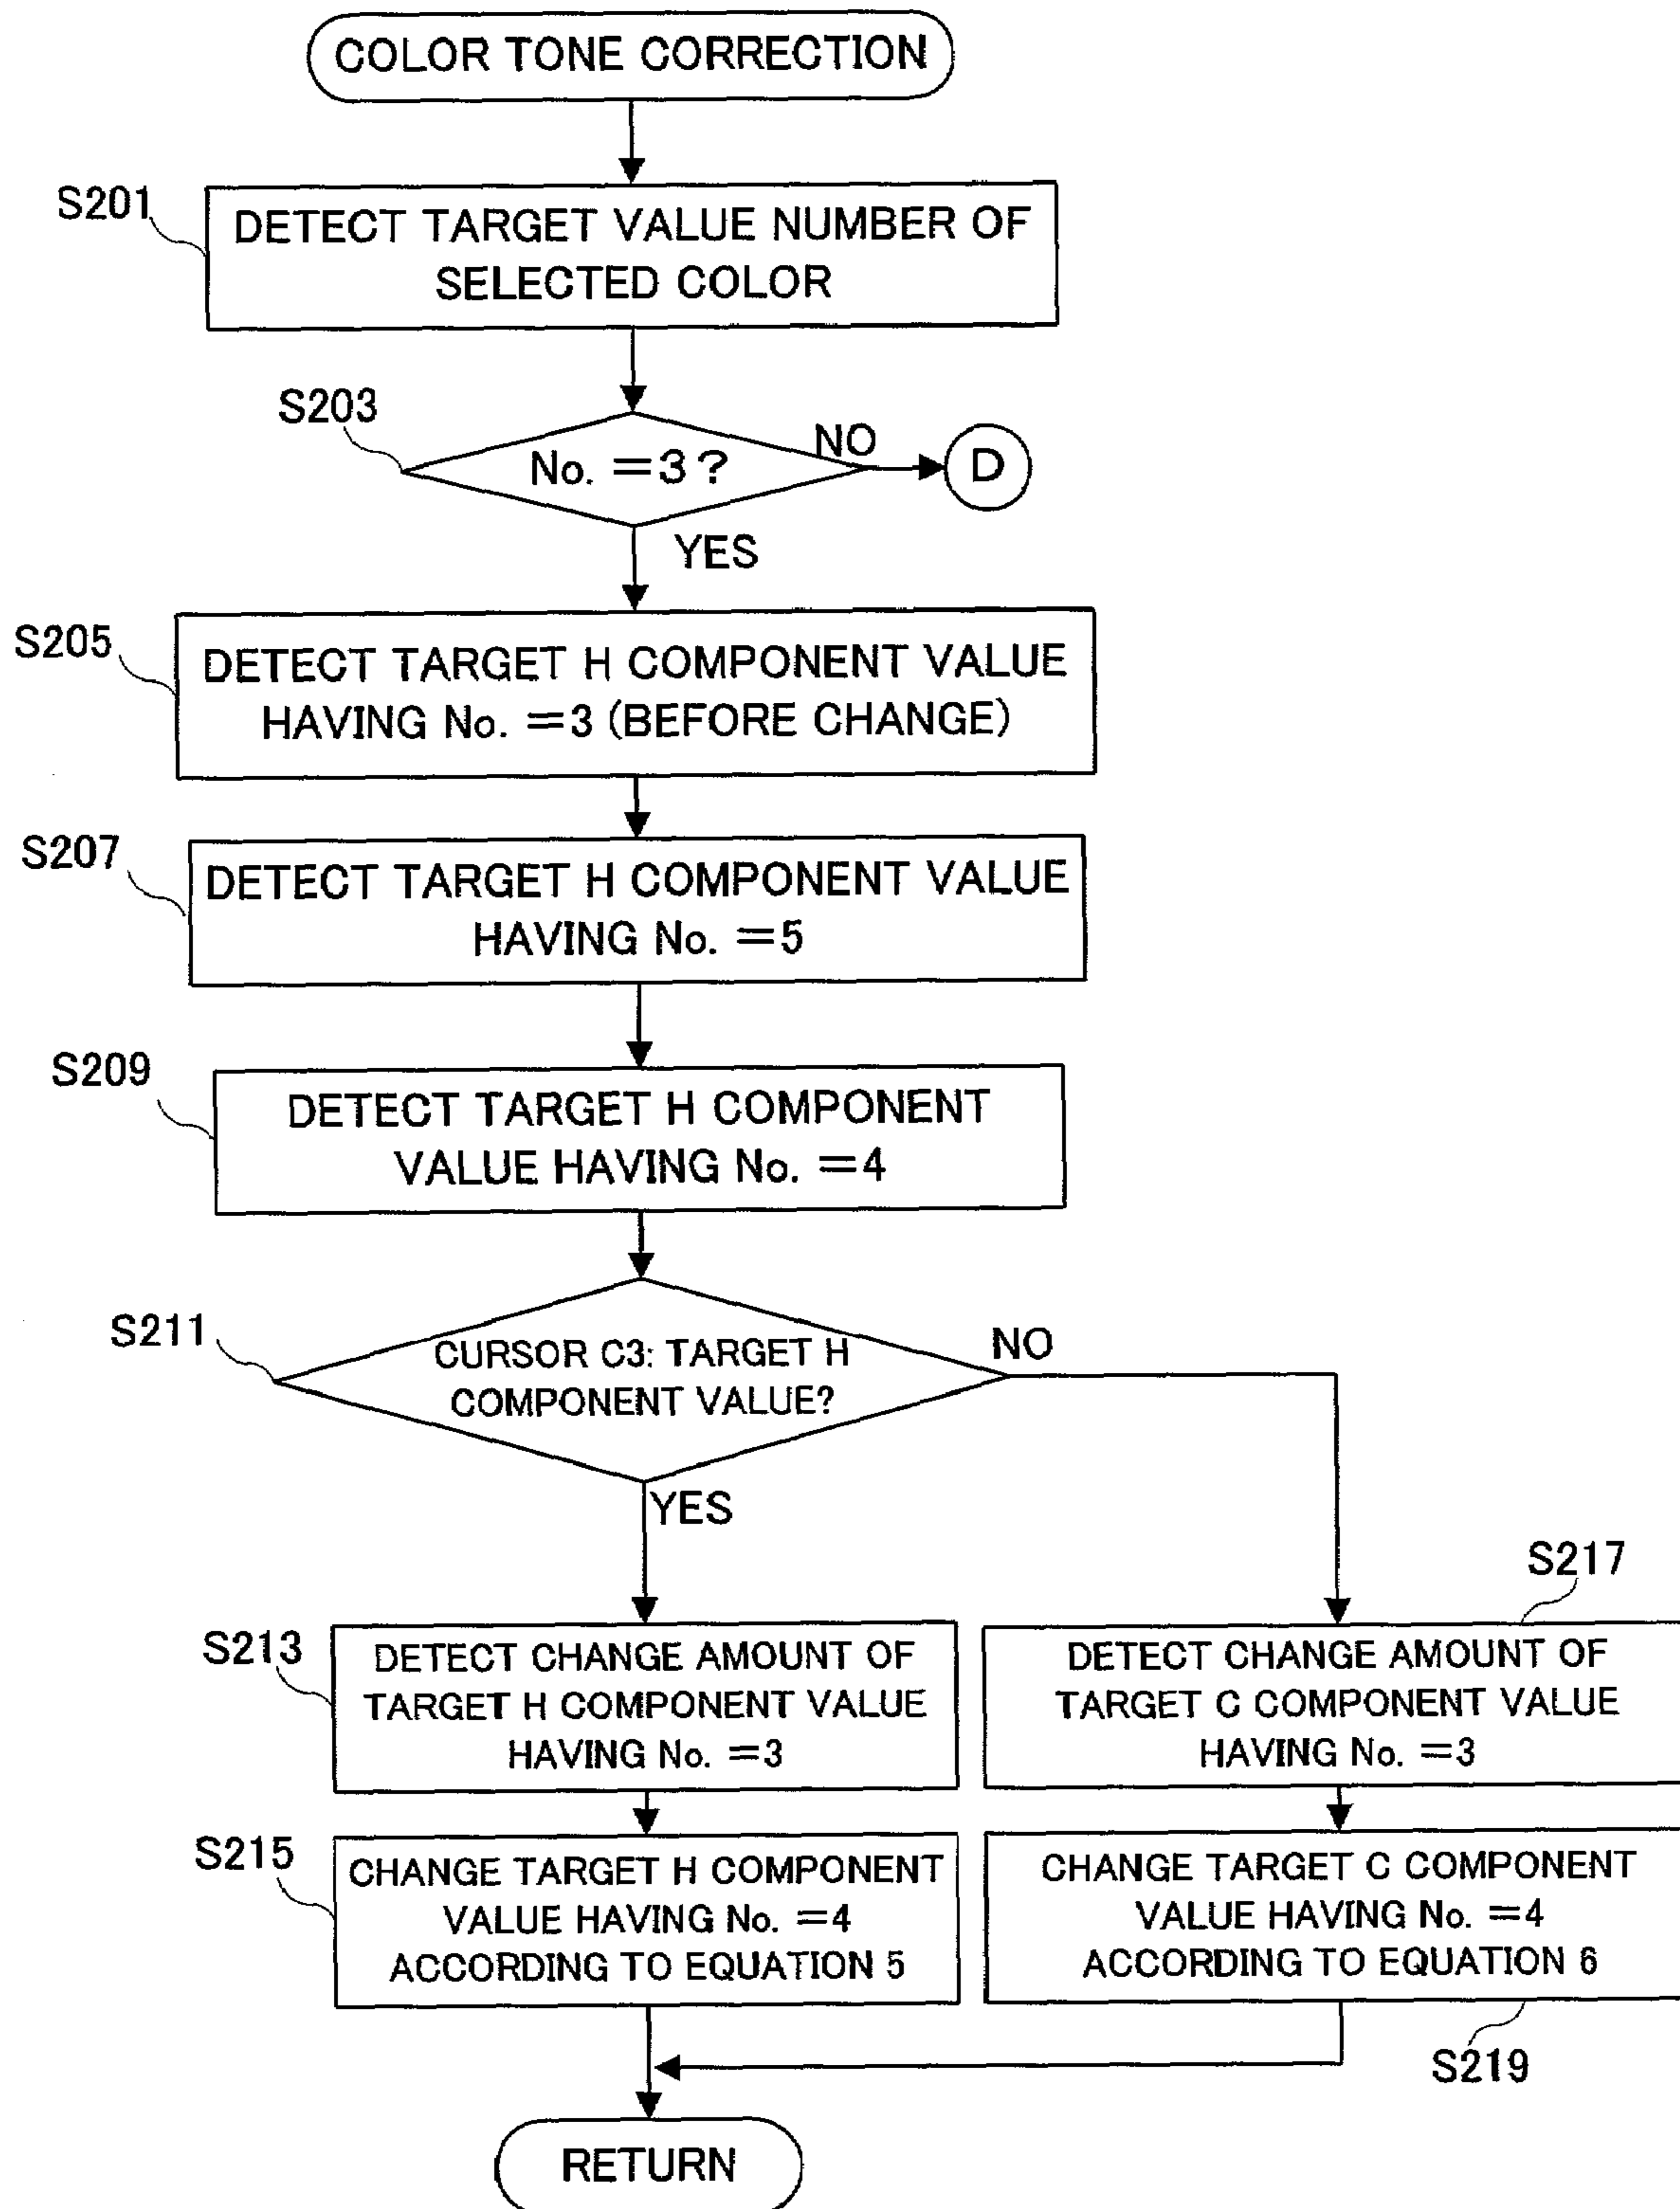 COLOR TONE CORRECTION
S201
DETECT TARGET VALUE NUMBER OF
SELECTED COLOR
S203
No. =3?
NO
D
YES
S205
DETECT TARGET H COMPONENT VALUE
HAVING No. =3 (BEFORE CHANGE)
S207
DETECT TARGET H COMPONENT VALUE
HAVING No. =5
S209
DETECT TARGET H COMPONENT
VALUE HAVING No. =4
S211
CURSOR C3: TARGET H
COMPONENT VALUE?
NO
YES
S213
DETECT CHANGE AMOUNT OF
TARGET H COMPONENT VALUE
HAVING No. =3
S217
DETECT CHANGE AMOUNT OF
TARGET C COMPONENT VALUE
HAVING No. =3
S215
CHANGE TARGET H COMPONENT
VALUE HAVING No. =4
ACCORDING TO EQUATION 5
CHANGE TARGET C COMPONENT
VALUE HAVING No. =4
ACCORDING TO EQUATION 6
S219
RETURN